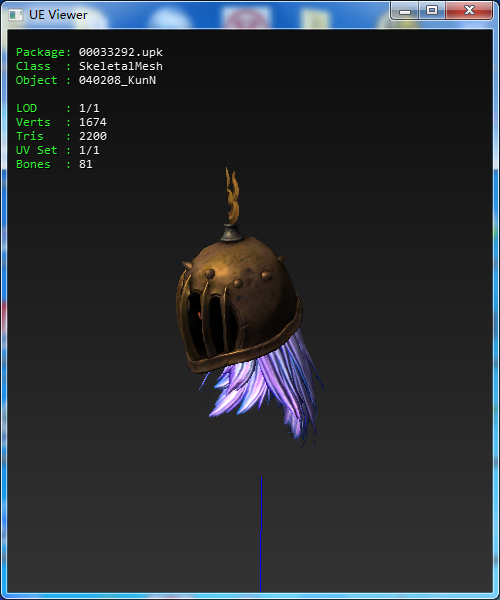 UE Viewer
Package: 00033292.upk
Class : SkeletalMesh
Object : 040208_KunN
LOD : 1/1
Verts : 1674
Tris : 2200
UV Set : 1/1
Bones : 81